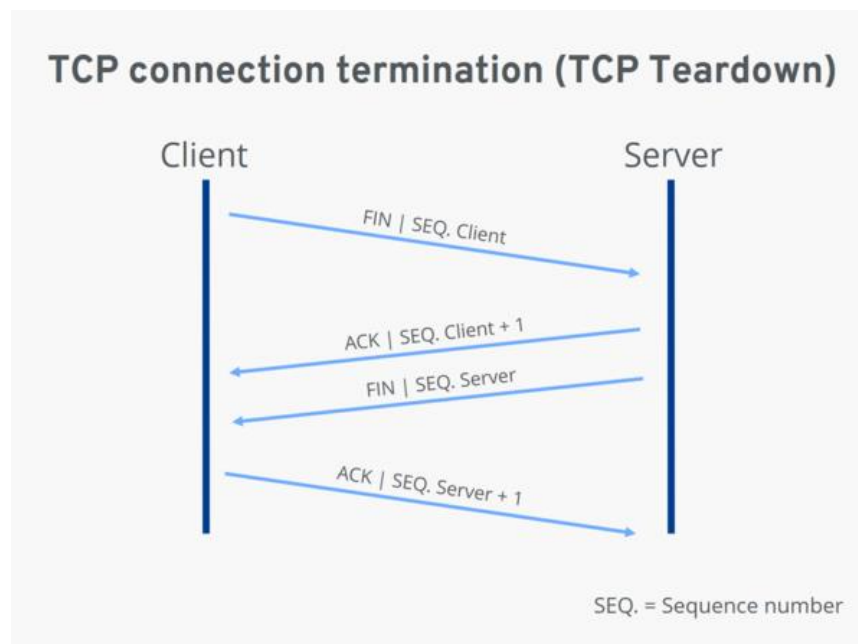 TCP connection termination (TCP Teardown)
Client
Server
FIN | SEQ. Client
ACK | SEQ. Client + 1
FIN | SEQ. Server
ACK | SEQ. Server + 1
SEQ. = Sequence number